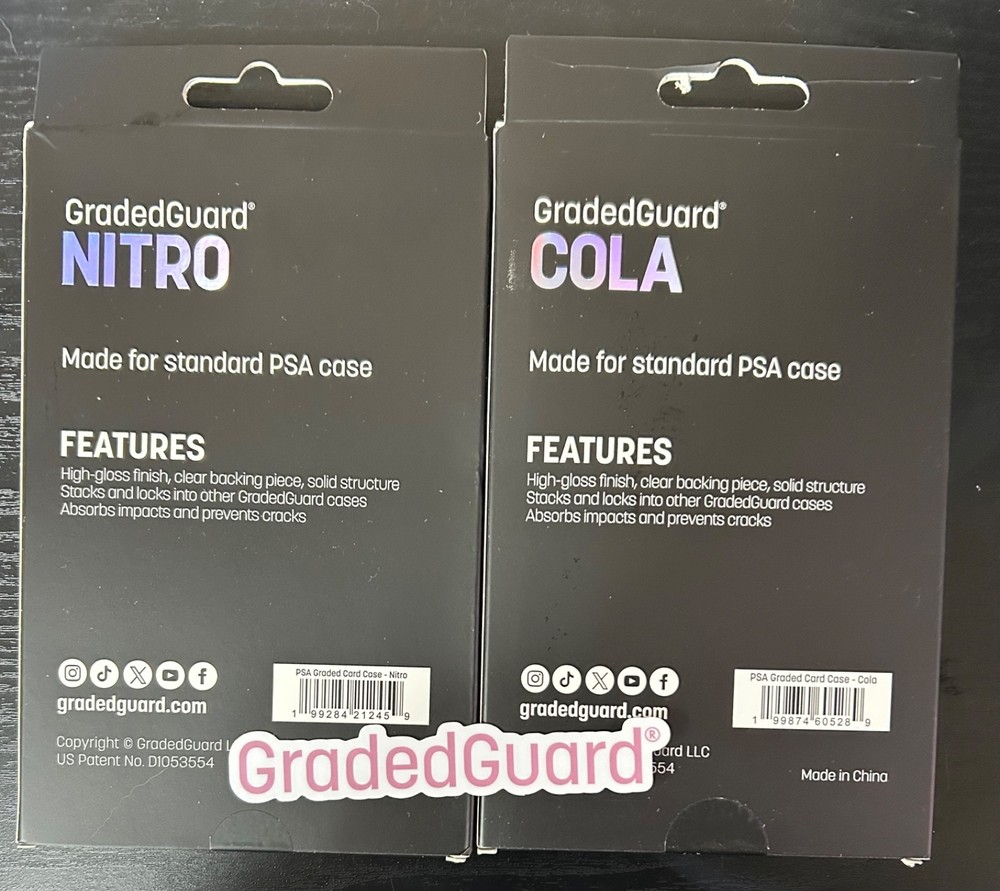 GradedGuard®
NITRO
Made for standard PSA case
FEATURES
High-gloss finish, clear backing piece, solid structure
Stacks and locks into other GradedGuard cases
Absorbs impacts and prevents cracks
gradedguard.com
PSA Graded Card Case - Nitro
1 99284 21245 9
Copyright © GradedGuard L
US Patent No. D1053554
GradedGuard®
COLA
Made for standard PSA case
FEATURES
High-gloss finish, clear backing piece, solid structure
Stacks and locks into other GradedGuard cases
Absorbs impacts and prevents cracks
gradedguard.com
PSA Graded Card Case - Cola
1 99874 60528 9
uard LLC
554
Made in China
GradedGuard®